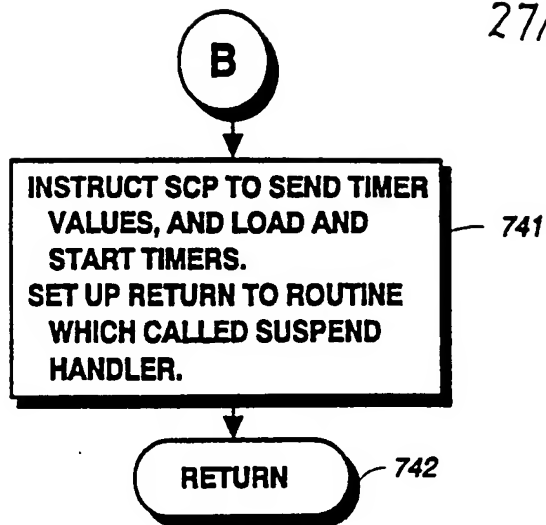 27/
B
INSTRUCT SCP TO SEND TIMER
VALUES, AND LOAD AND
START TIMERS.
SET UP RETURN TO ROUTINE
WHICH CALLED SUSPEND
HANDLER.
741
RETURN
742